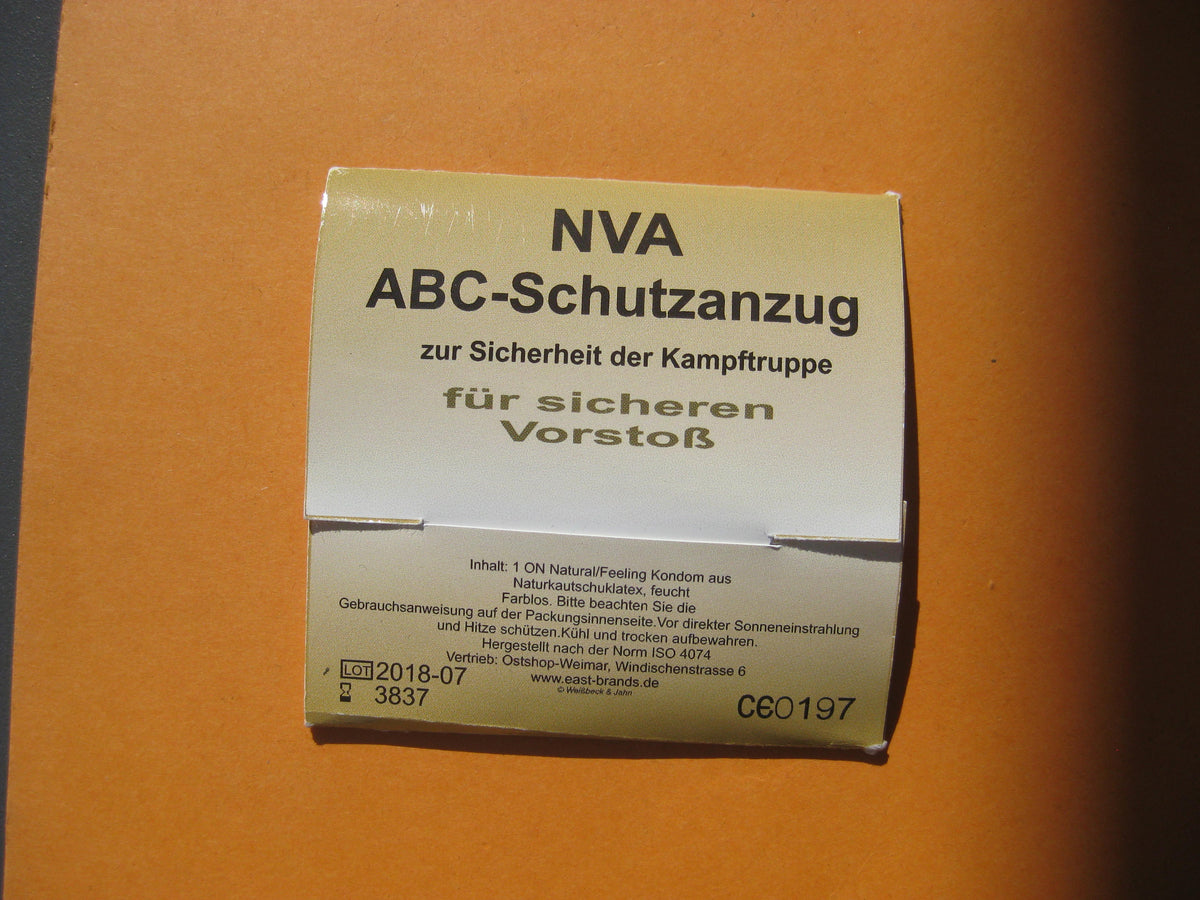 NVA
ABC-Schutzanzug
zur Sicherheit der Kampftruppe
für sicheren
Vorstoß
Inhalt: 1 ON Natural/Feeling Kondom aus
Naturkautschuklatex, feucht
Farblos. Bitte beachten Sie die
Gebrauchsanweisung auf der Packungsinnenseite.Vor direkter Sonneneinstrahlung
und Hitze schützen.Kühl und trocken aufbewahren.
Hergestellt nach der Norm ISO 4074
Vertrieb: Ostshop-Weimar, Windischenstrasse 6
www.east-brands.de
© Weißbeck & Jahn
LOT 2018-07
3837
CE0197